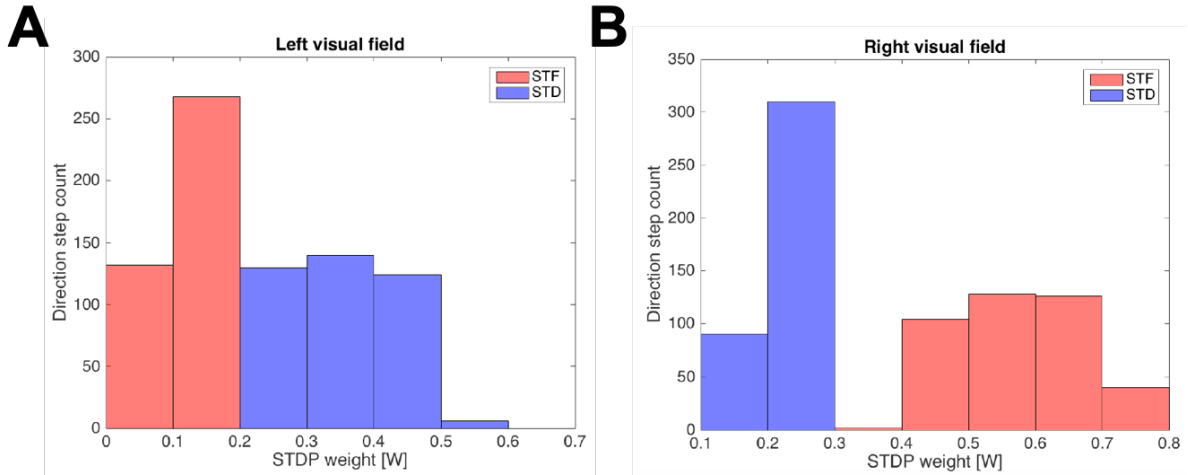 A
Left visual field
300
250
200
150
100
50
0
Direction step count
STF
STD
0 0.1 0.2 0.3 0.4 0.5 0.6 0.7
STDP weight [W]
B
Right visual field
350
300
250
200
150
100
50
0
Direction step count
STF
STD
0.1 0.2 0.3 0.4 0.5 0.6 0.7 0.8
STDP weight [W]